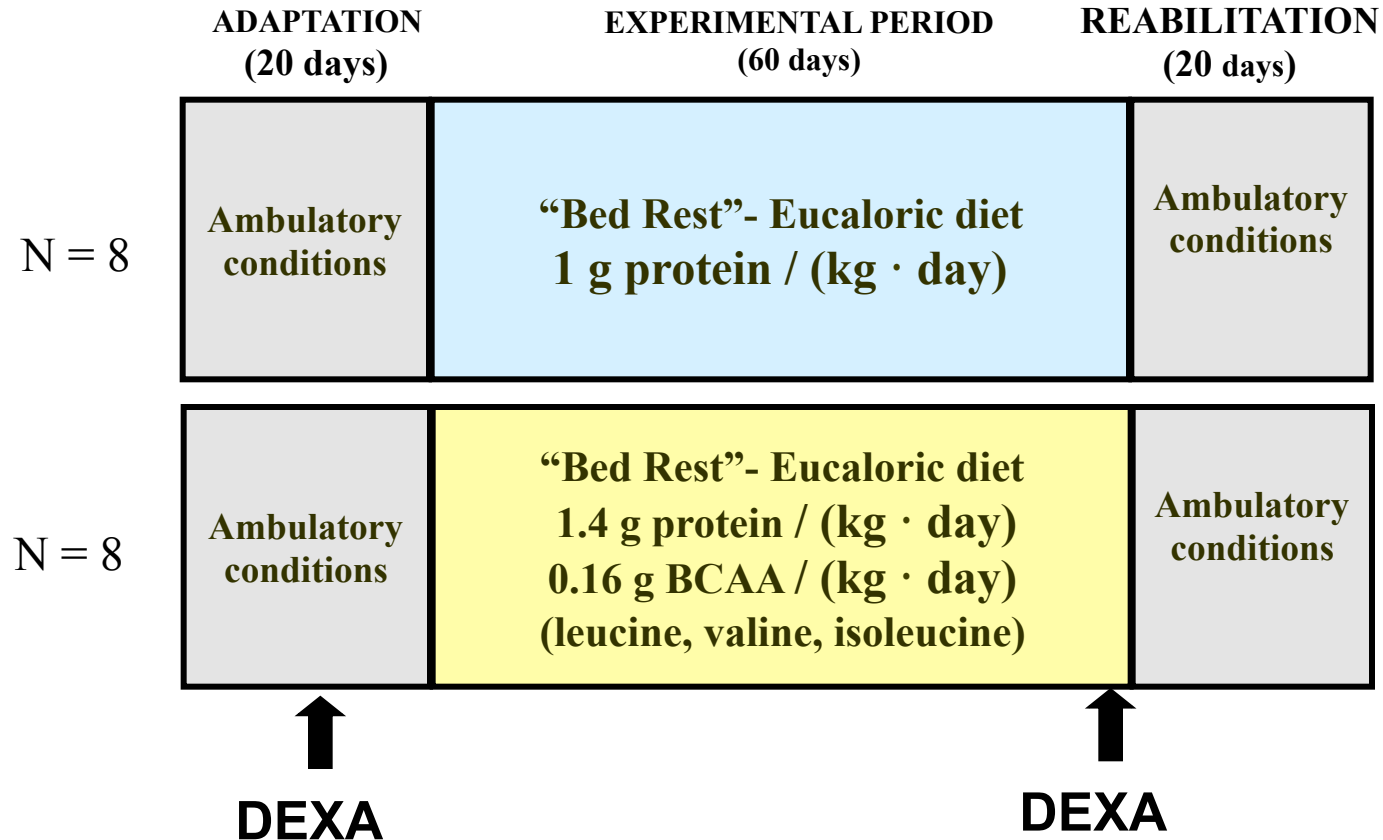 ADAPTATION
(20 days)
EXPERIMENTAL PERIOD
(60 days)
REABILITATION
(20 days)
N = 8
Ambulatory
conditions
“Bed Rest”- Eucaloric diet
1 g protein / (kg · day)
Ambulatory
conditions
N = 8
Ambulatory
conditions
“Bed Rest”- Eucaloric diet
1.4 g protein / (kg · day)
0.16 g BCAA / (kg · day)
(leucine, valine, isoleucine)
Ambulatory
conditions
DEXA
DEXA